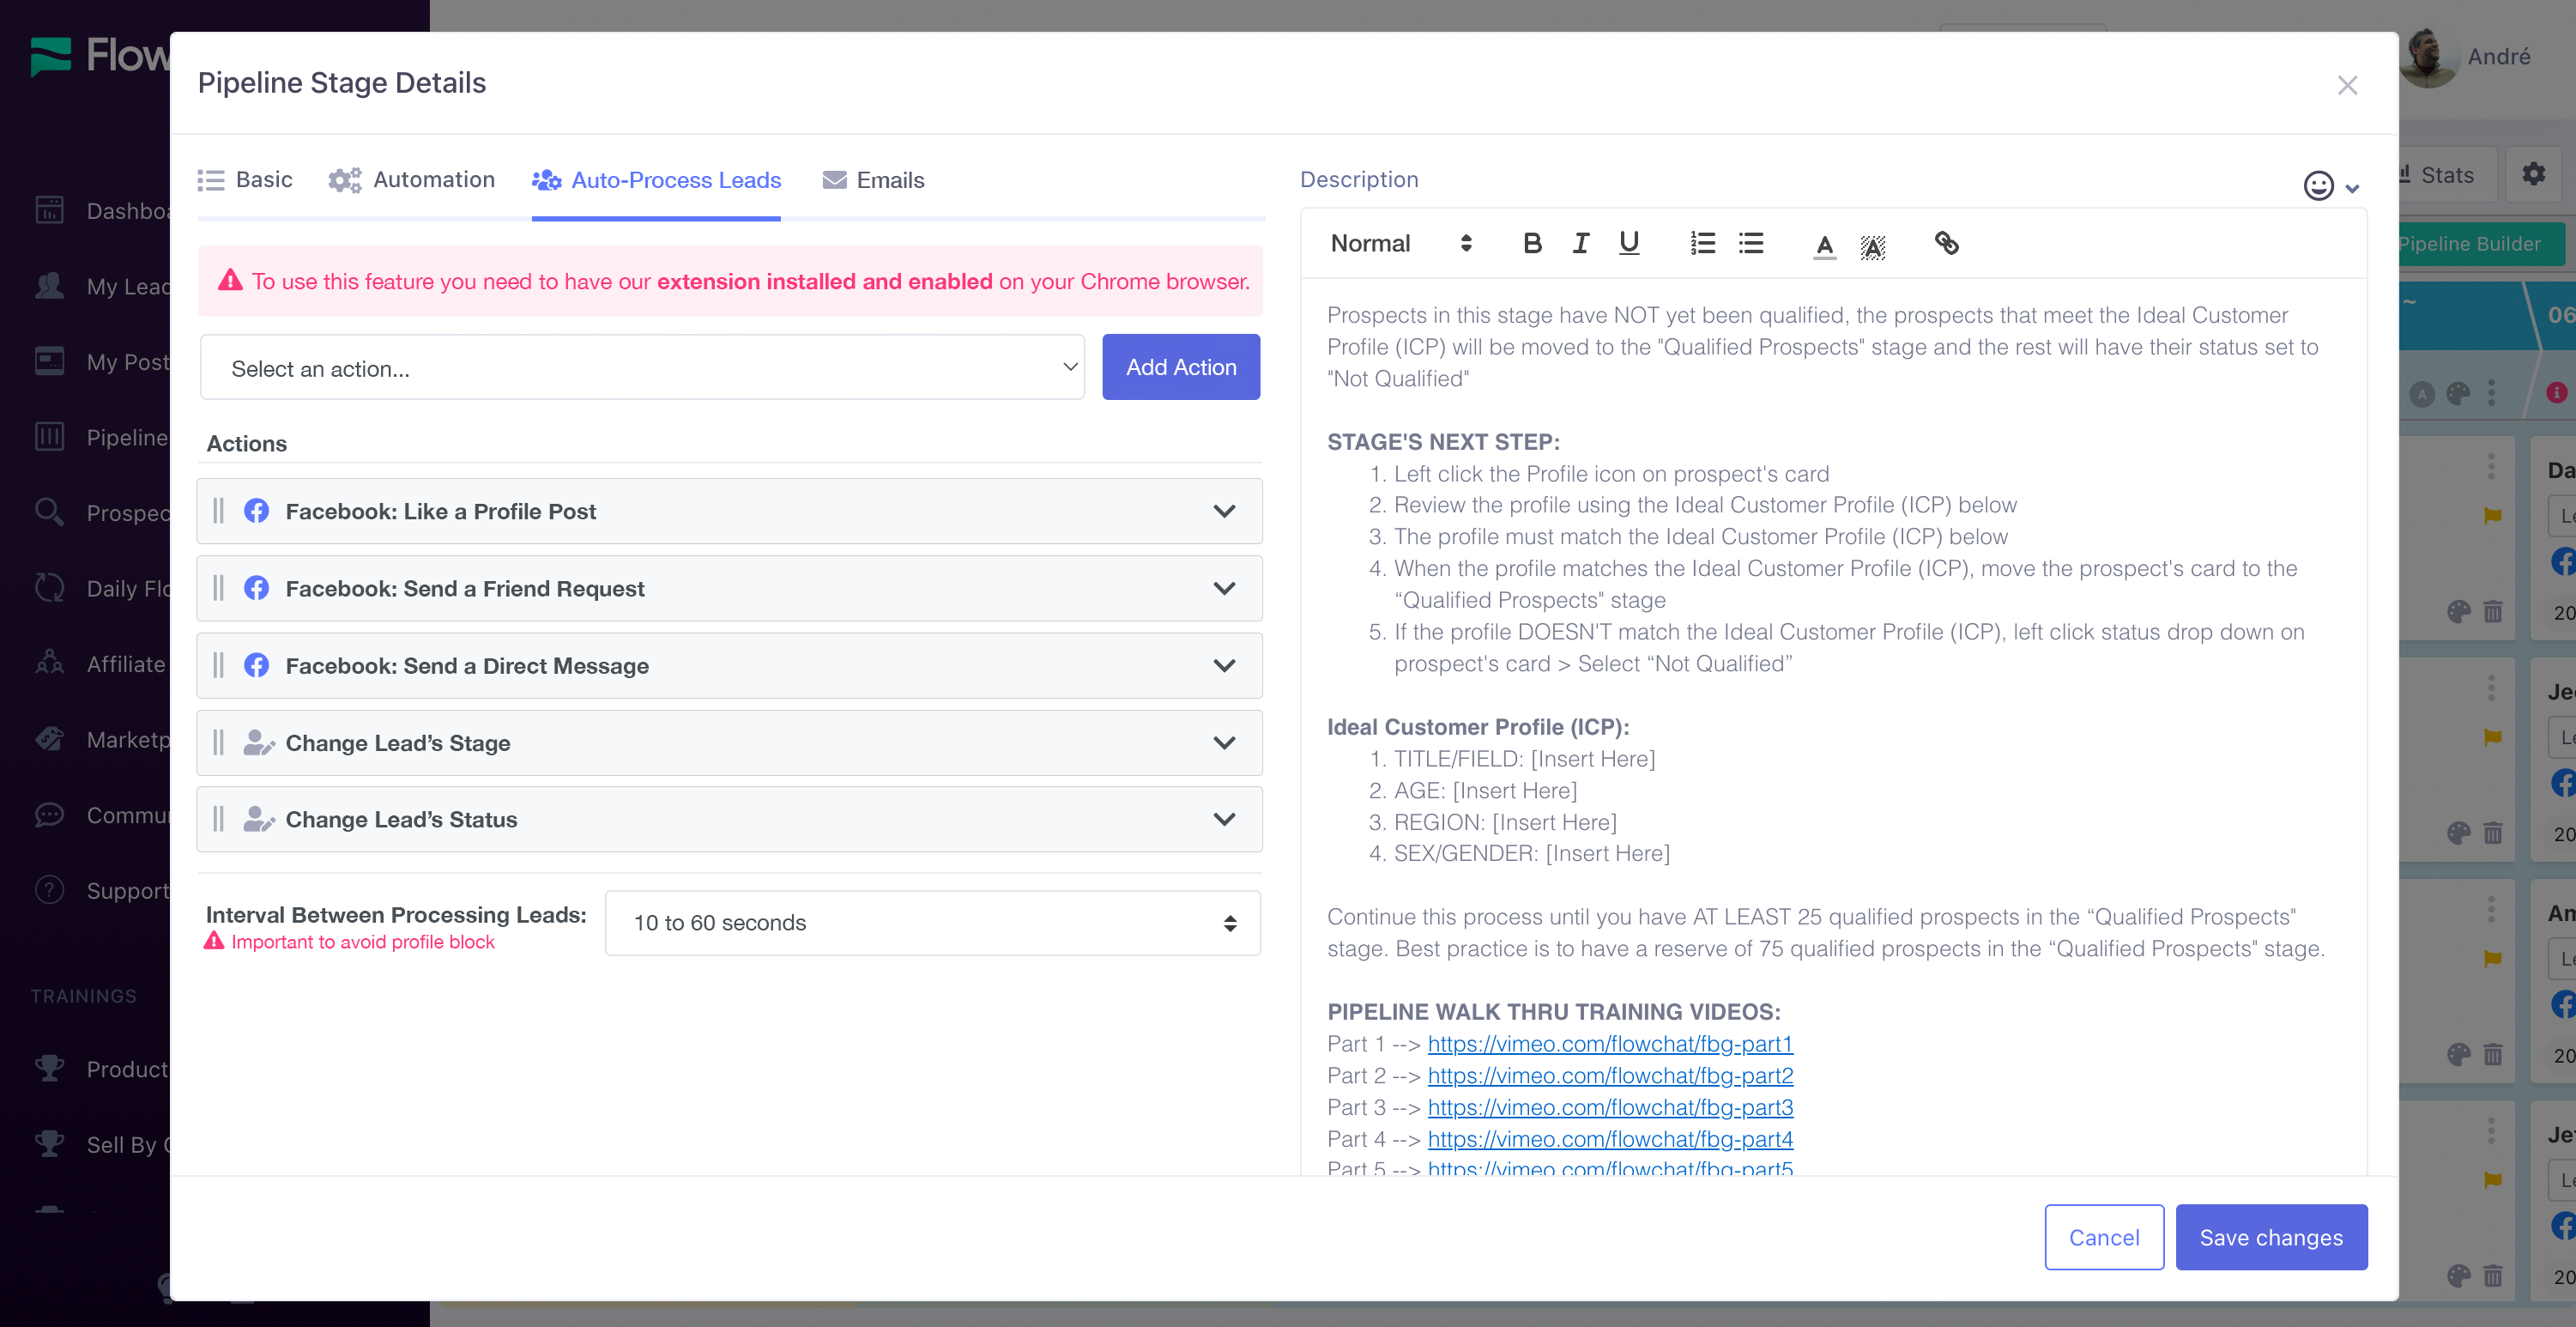 Flow
André
Pipeline Stage Details
Basic
Automation
Auto-Process Leads
Emails
Description
Stats
Normal
Pipeline Builder
To use this feature you need to have our extension installed and enabled on your Chrome browser.
Select an action...
Add Action
Actions
Facebook: Like a Profile Post
Facebook: Send a Friend Request
Facebook: Send a Direct Message
Change Lead’s Stage
Change Lead’s Status
Interval Between Processing Leads:
Important to avoid profile block
10 to 60 seconds
Prospects in this stage have NOT yet been qualified, the prospects that meet the Ideal Customer
Profile (ICP) will be moved to the "Qualified Prospects" stage and the rest will have their status set to
"Not Qualified"
STAGE'S NEXT STEP:
1. Left click the Profile icon on prospect's card
2. Review the profile using the Ideal Customer Profile (ICP) below
3. The profile must match the Ideal Customer Profile (ICP) below
4. When the profile matches the Ideal Customer Profile (ICP), move the prospect's card to the
“Qualified Prospects" stage
5. If the profile DOESN'T match the Ideal Customer Profile (ICP), left click status drop down on
prospect's card > Select “Not Qualified”
Ideal Customer Profile (ICP):
1. TITLE/FIELD: [Insert Here]
2. AGE: [Insert Here]
3. REGION: [Insert Here]
4. SEX/GENDER: [Insert Here]
Continue this process until you have AT LEAST 25 qualified prospects in the “Qualified Prospects"
stage. Best practice is to have a reserve of 75 qualified prospects in the “Qualified Prospects" stage.
PIPELINE WALK THRU TRAINING VIDEOS:
Part 1 --> https://vimeo.com/flowchat/fbg-part1
Part 2 --> https://vimeo.com/flowchat/fbg-part2
Part 3 --> https://vimeo.com/flowchat/fbg-part3
Part 4 --> https://vimeo.com/flowchat/fbg-part4
Part 5 --> https://vimeo.com/flowchat/fbg-part5
Cancel
Save changes
Dashboa
My Lead
My Post
Pipeline
Prospec
Daily Flo
Affiliate
Marketp
Commun
Support
TRAININGS
Product
Sell By
06
Da
Le
20
Je
Le
20
Am
Le
20
Je
Le
20